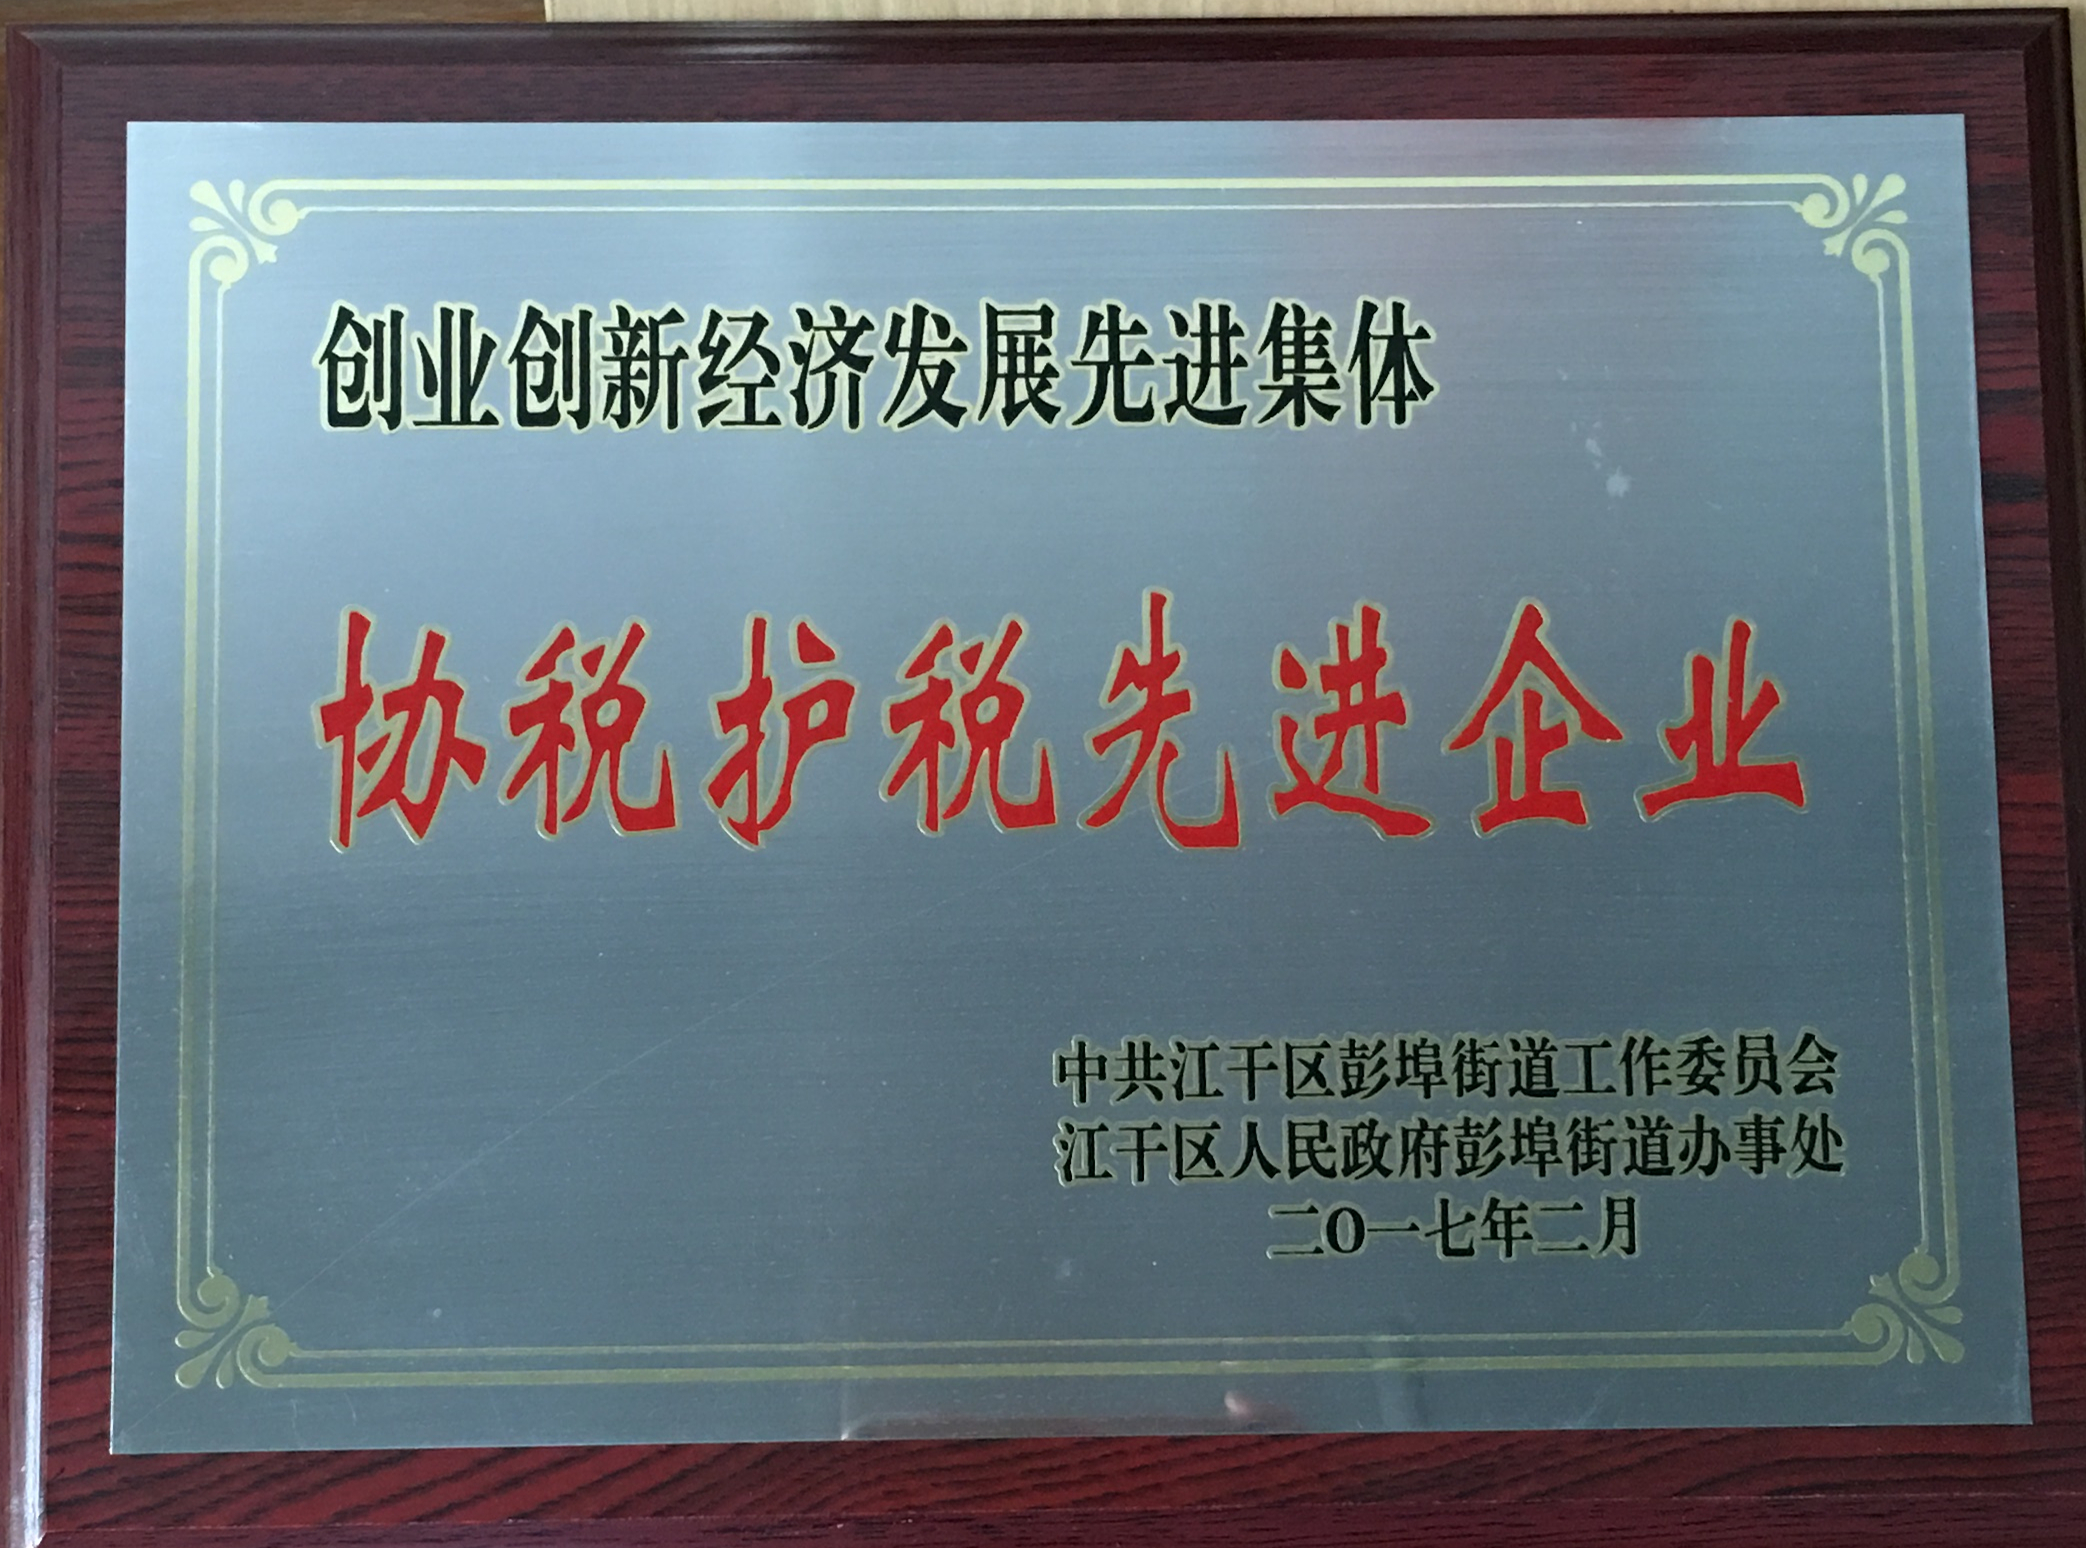 创业创新经济发展先进集体
协税护税先进企业
中共江干区彭埠街道工作委员会
江干区人民政府彭埠街道办事处
二O一七年二月